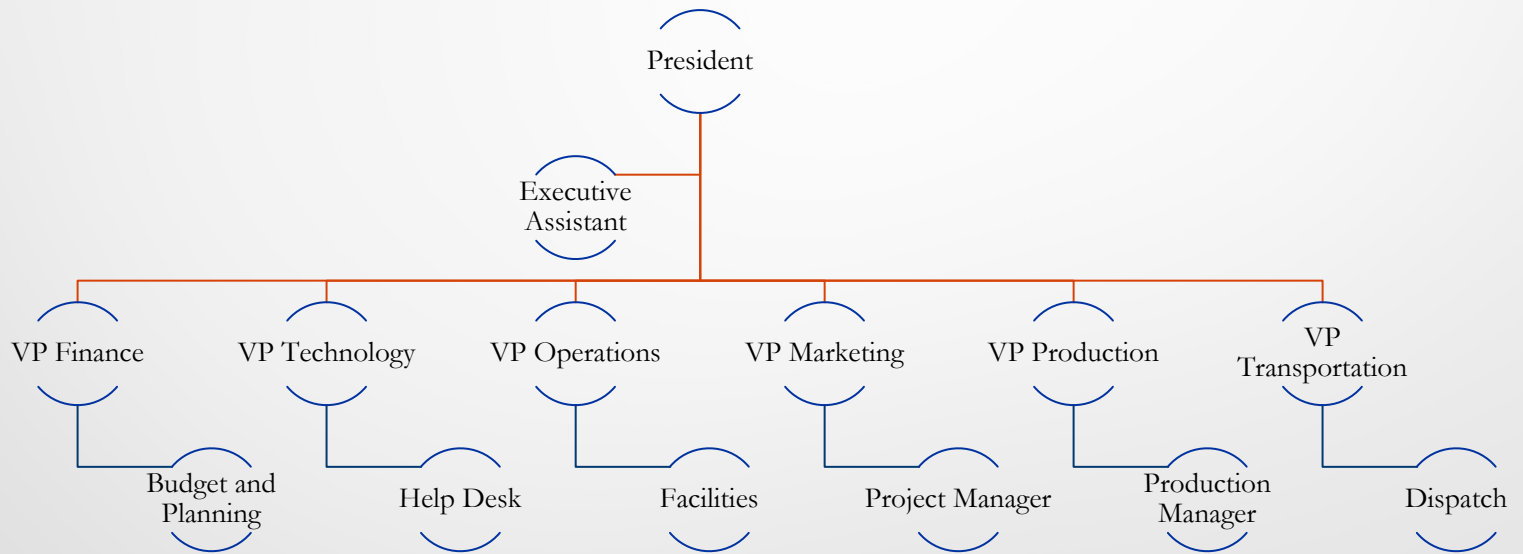 President
Executive
Assistant
VP Finance
VP Technology
VP Operations
VP Marketing
VP Production
VP
Transportation
Budget and
Planning
Help Desk
Facilities
Project Manager
Production
Manager
Dispatch